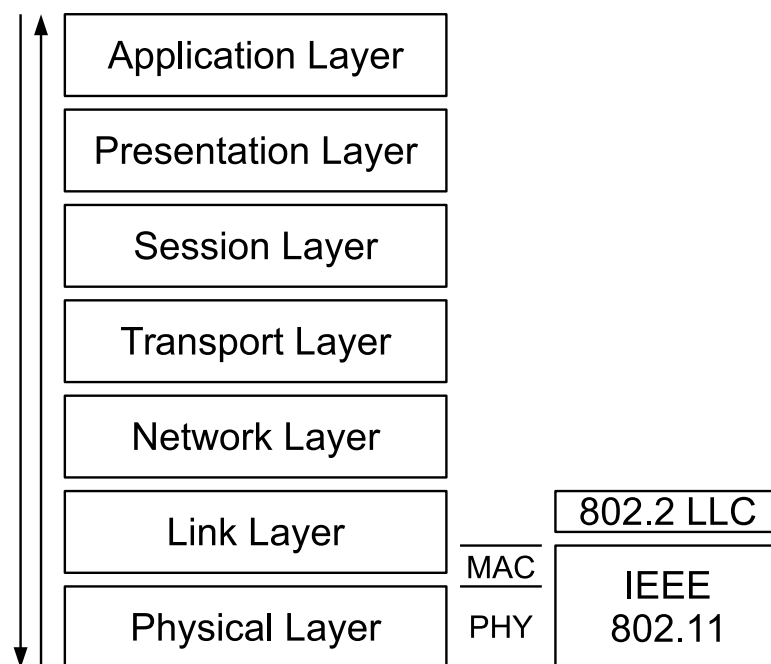 Application Layer
Presentation Layer
Session Layer
Transport Layer
Network Layer
Link Layer
802.2 LLC
MAC
IEEE
802.11
Physical Layer
PHY